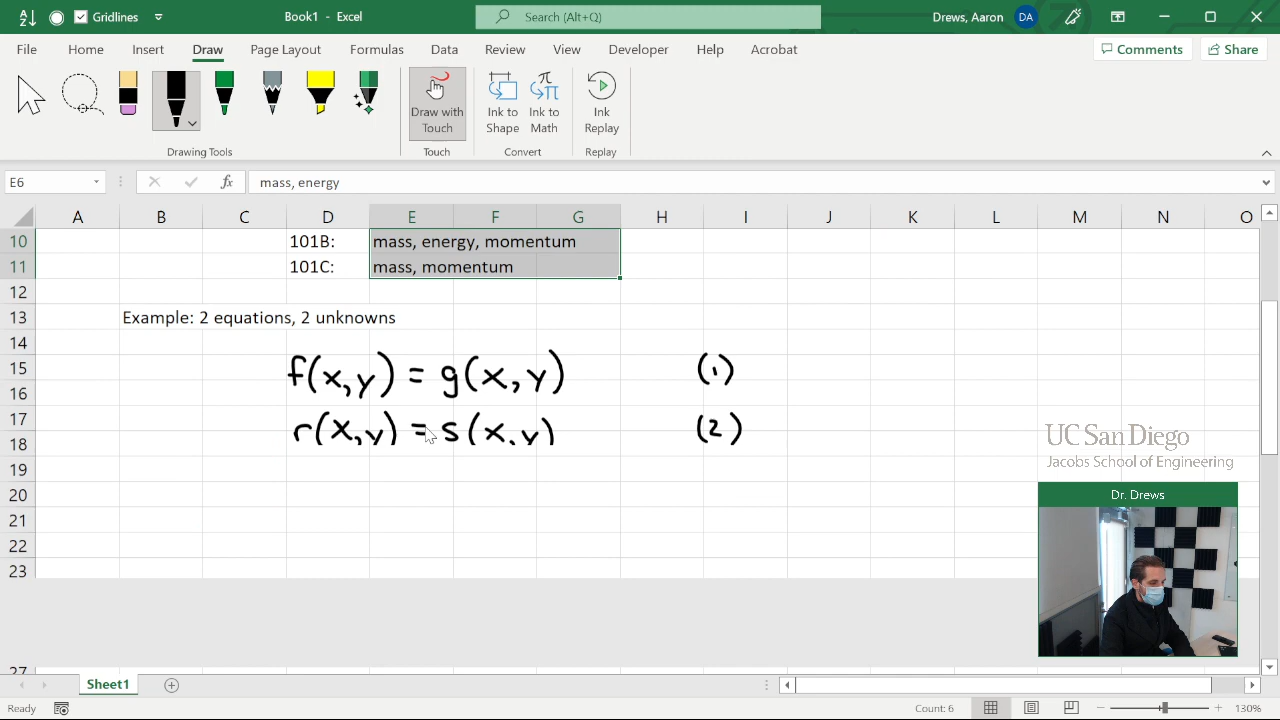 Gridlines
Book1 - Excel
Search (Alt+Q)
Drews, Aaron
DA
File Home Insert Draw Page Layout Formulas Data Review View Developer Help Acrobat
Comments
Share
Draw with Touch
Ink to Shape
Ink to Math
Ink Replay
Drawing Tools
Touch
Convert
Replay
E6
fx
mass, energy
A B C D E F G H I J K L M N O
10 101B: mass, energy, momentum
11 101C: mass, momentum
12
13 Example: 2 equations, 2 unknowns
14
15
f(x,y) = g(x,y) (1)
16
17
r(x,y) = s(x,y) (2)
18
UC San Diego
Jacobs School of Engineering
19
20
Dr. Drews
21
22
23
27
Sheet1
Ready
Count: 6
130%